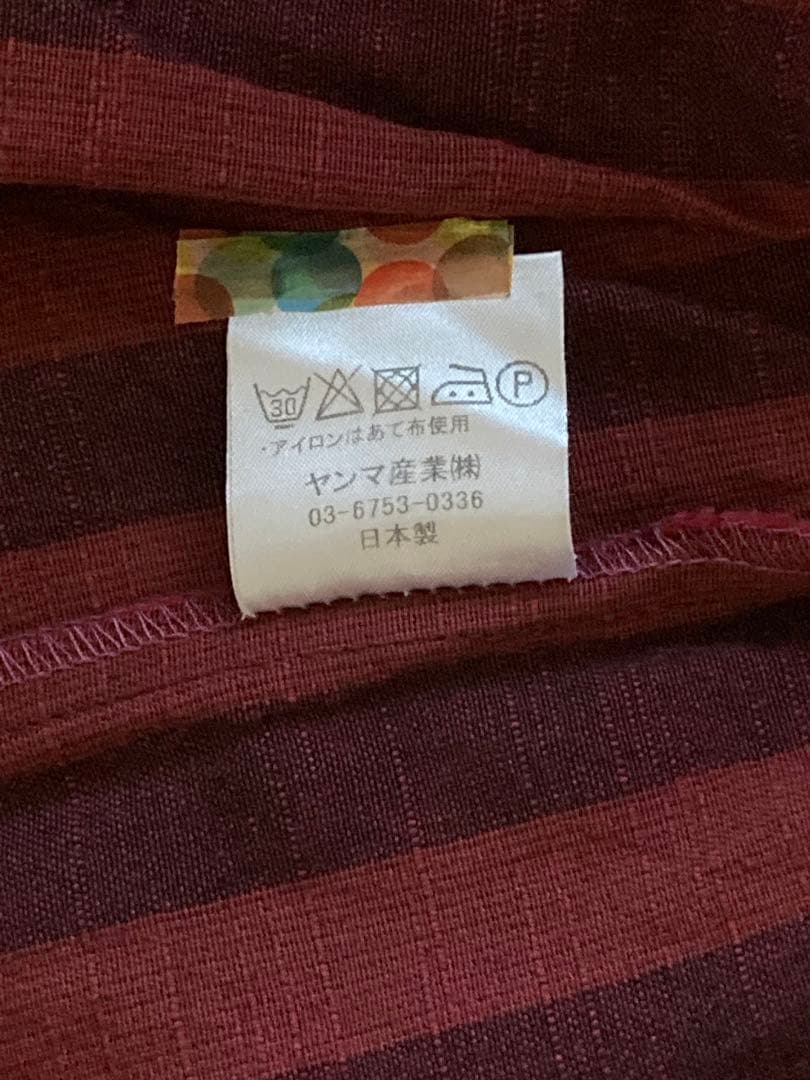 30 P
・アイロンはあて布使用
ヤンマ産業㈱
03-6753-0336
日本製